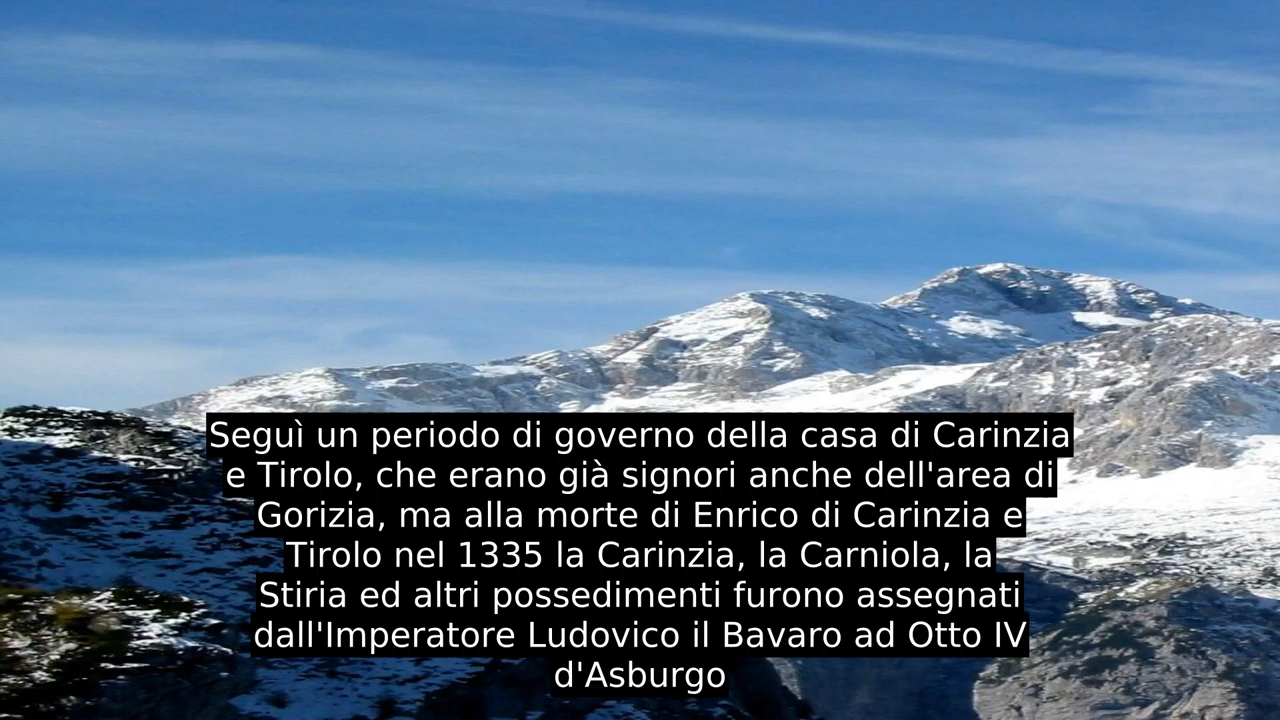 Seguì un periodo di governo della casa di Carinzia
e Tirolo, che erano già signori anche dell'area di
Gorizia, ma alla morte di Enrico di Carinzia e
Tirolo nel 1335 la Carinzia, la Carniola, la
Stiria ed altri possedimenti furono assegnati
dall'Imperatore Ludovico il Bavaro ad Otto IV
d'Asburgo